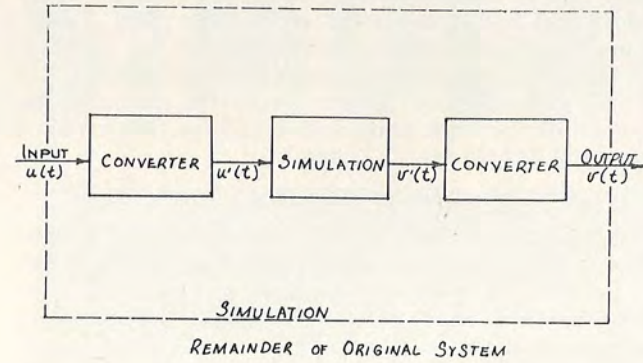 INPUT
u(t)
CONVERTER
u'(t)
SIMULATION
v'(t)
CONVERTER
OUTPUT
v(t)
SIMULATION
REMAINDER OF ORIGINAL SYSTEM